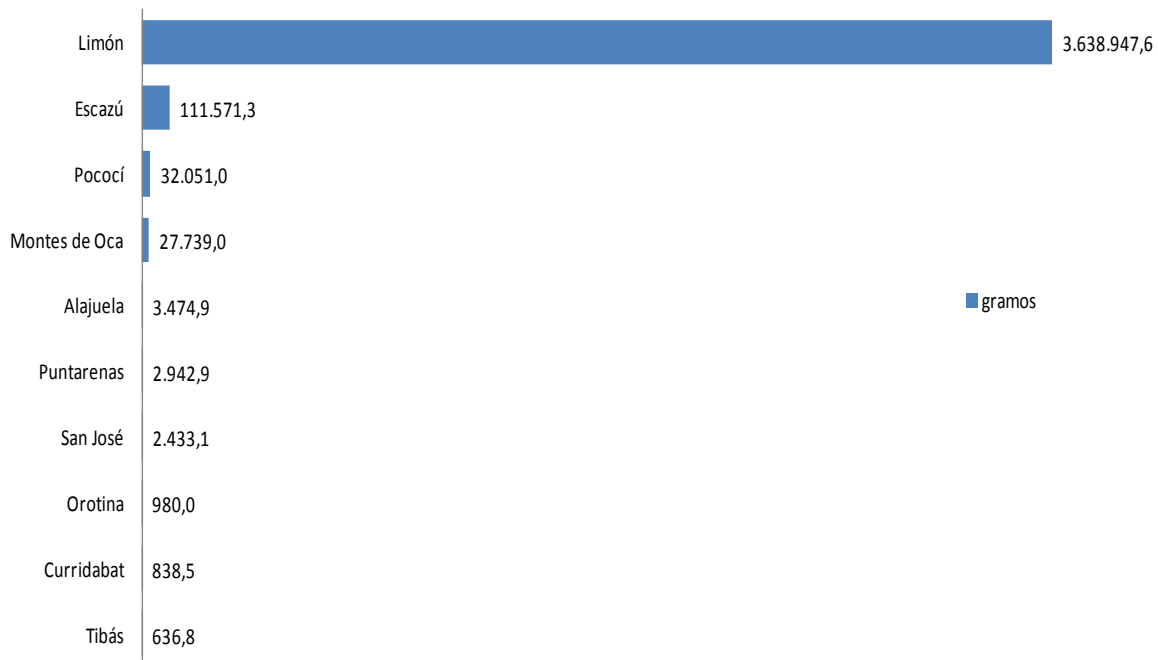 Limón 3.638.947,6
Escazú 111.571,3
Pococí 32.051,0
Montes de Oca 27.739,0
Alajuela 3.474,9
gramos
Puntarenas 2.942,9
San José 2.433,1
Orotina 980,0
Curridabat 838,5
Tibás 636,8